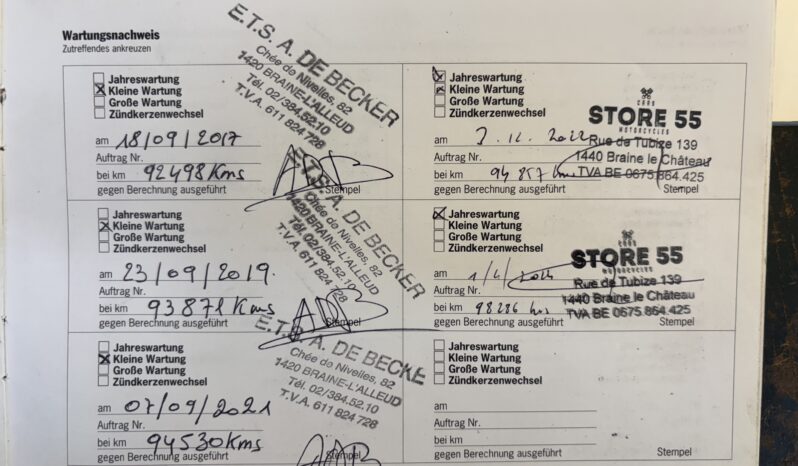 Wartungsnachweis
Zutreffendes ankreuzen
Jahreswartung
Kleine Wartung
Große Wartung
Zündkerzenwechsel
am 18/09/2017
Auftrag Nr.
bei km 92498 Kms
gegen Berechnung ausgeführt
Stempel
E.T.S. A. DE BECKER
Chée de Nivelles, 82
1420 BRAINE-L'ALLEUD
Tél. 02/384.52.10
T.V.A. 611 824 728
Jahreswartung
Kleine Wartung
Große Wartung
Zündkerzenwechsel
am
Auftrag Nr.
bei km 94 857 kms
gegen Berechnung ausgeführt
Stempel
CARS
STORE 55
MOTORCYCLES
Rue de Tubize 139
1440 Braine le Château
TVA BE 0675.864.425
Jahreswartung
Kleine Wartung
Große Wartung
Zündkerzenwechsel
am 23/09/2019
Auftrag Nr.
bei km 93871 Kms
gegen Berechnung ausgeführt
Stempel
E.T.S. A. DE BECKER
Chée de Nivelles, 82
1420 BRAINE-L'ALLEUD
Tél. 02/384.52.10
T.V.A. 611 824 728
Jahreswartung
Kleine Wartung
Große Wartung
Zündkerzenwechsel
am
Auftrag Nr.
bei km 98286 kms
gegen Berechnung ausgeführt
Stempel
CARS
STORE 55
MOTORCYCLES
Rue de Tubize 139
1440 Braine le Château
TVA BE 0675.864.425
Jahreswartung
Kleine Wartung
Große Wartung
Zündkerzenwechsel
am 07/09/2021
Auftrag Nr.
bei km 94530 Kms
gegen Berechnung ausgeführt
Stempel
E.T.S. A. DE BECKE
Chée de Nivelles, 82
1420 BRAINE-L'ALLEUD
Tél. 02/384.52.10
T.V.A. 611 824 728
Jahreswartung
Kleine Wartung
Große Wartung
Zündkerzenwechsel
am
Auftrag Nr.
bei km
gegen Berechnung ausgeführt
Stempel